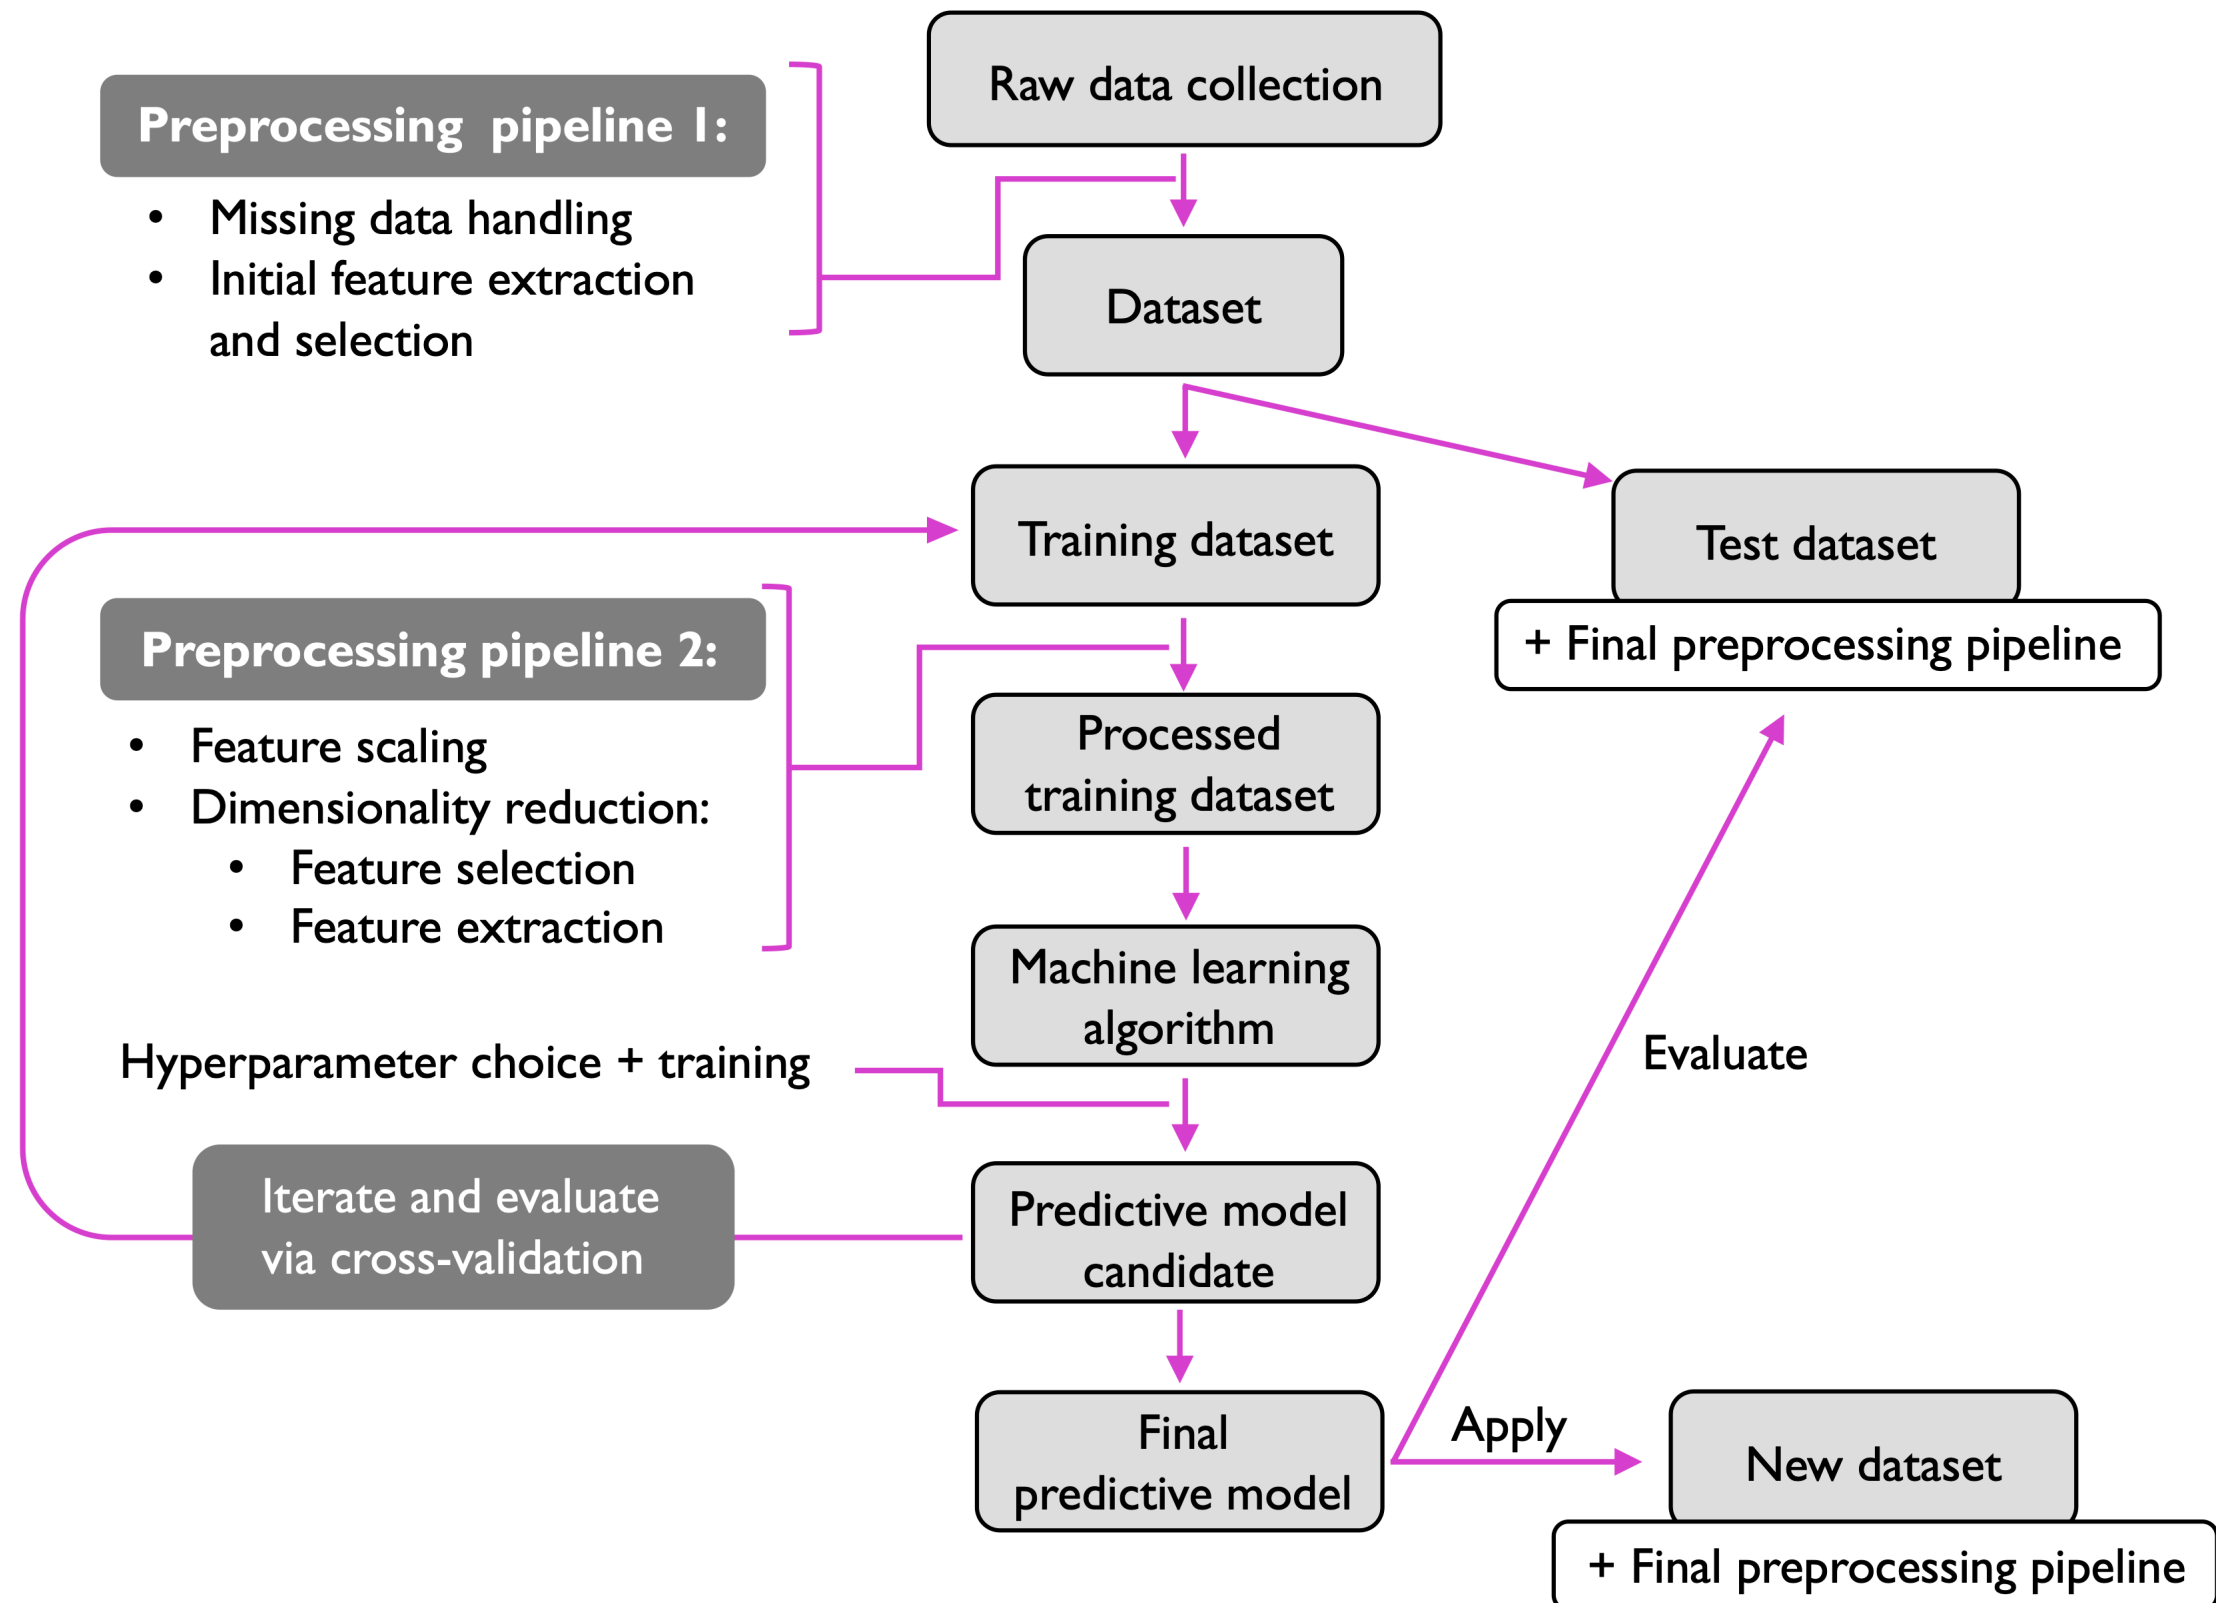 Raw data collection
Preprocessing pipeline 1:
• Missing data handling
• Initial feature extraction
and selection
Dataset
Training dataset
Test dataset
+ Final preprocessing pipeline
Preprocessing pipeline 2:
• Feature scaling
• Dimensionality reduction:
• Feature selection
• Feature extraction
Processed
training dataset
Machine learning
algorithm
Hyperparameter choice + training
Evaluate
Iterate and evaluate
via cross-validation
Predictive model
candidate
Final
predictive model
Apply
New dataset
+ Final preprocessing pipeline